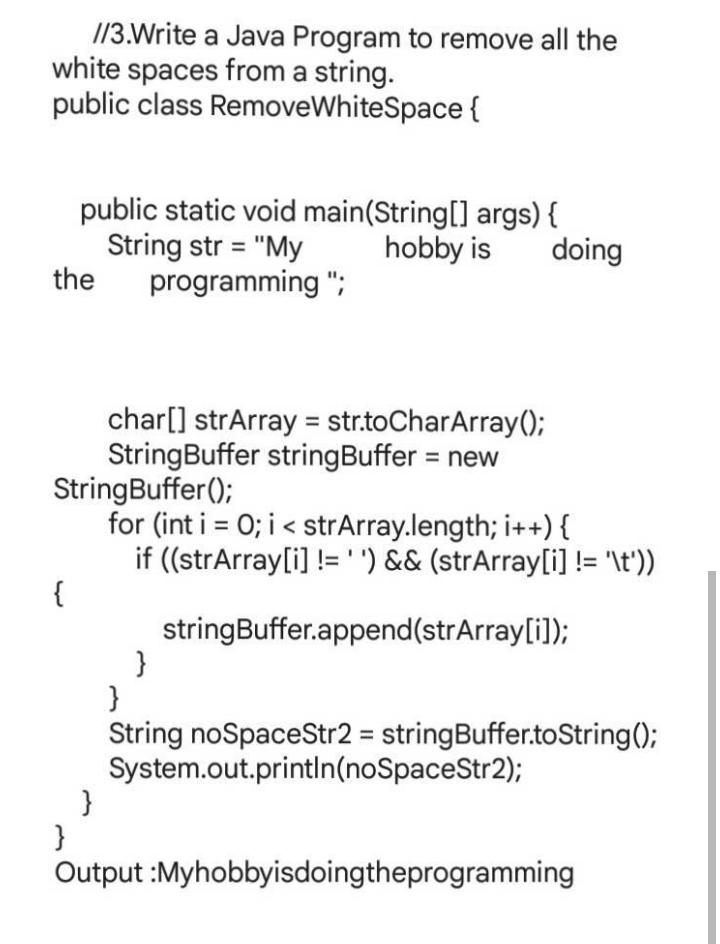 //3.Write a Java Program to remove all the
white spaces from a string.
public class RemoveWhiteSpace {
public static void main(String[] args) {
String str = "My        hobby is      doing
the      programming ";
char[] strArray = str.toCharArray();
StringBuffer stringBuffer = new
StringBuffer();
for (int i = 0; i < strArray.length; i++) {
if ((strArray[i] != ' ') && (strArray[i] != '\t'))
{
stringBuffer.append(strArray[i]);
}
}
String noSpaceStr2 = stringBuffer.toString();
System.out.println(noSpaceStr2);
}
}
Output :Myhobbyisdoingtheprogramming